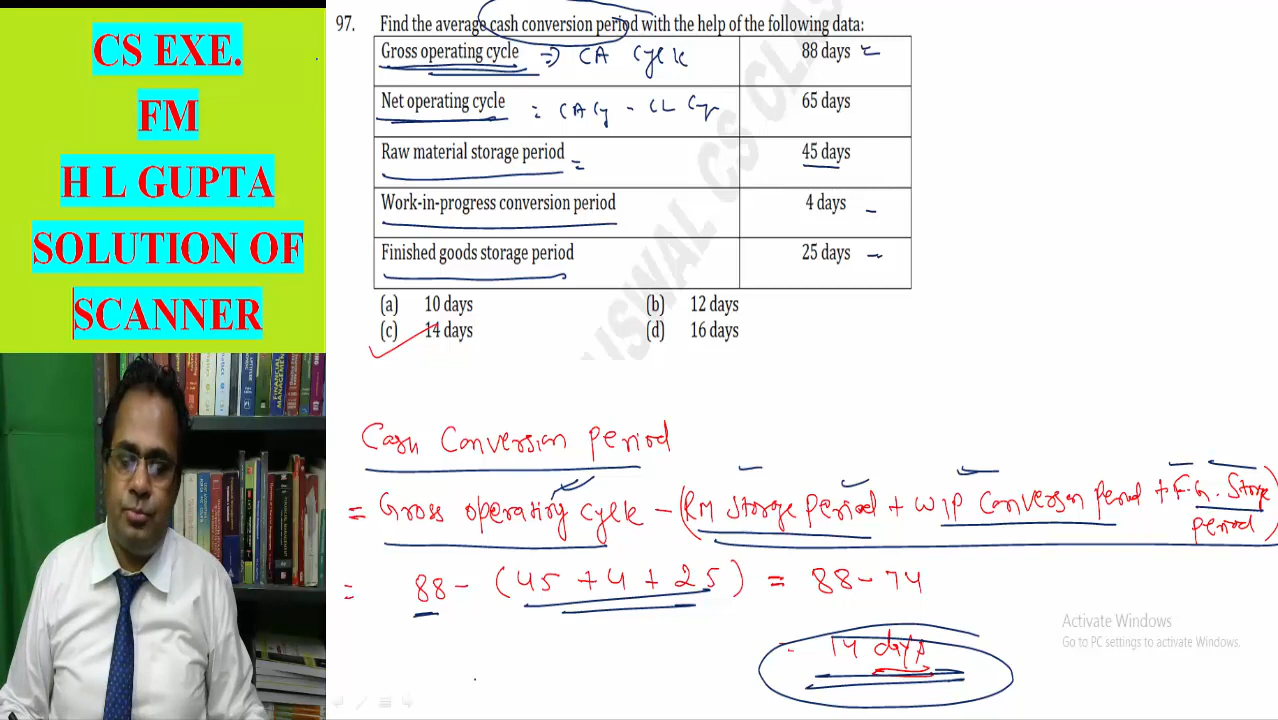 CS EXE.
FM
H L GUPTA
SOLUTION OF
SCANNER
97. Find the average cash conversion period with the help of the following data:
Gross operating cycle ⇒ CA Cycle 88 days
Net operating cycle = CA Cy - CL Cy 65 days
Raw material storage period = 45 days
Work-in-progress conversion period 4 days
Finished goods storage period 25 days
(a) 10 days (b) 12 days
(c) 14 days (d) 16 days
Cash Conversion Period
= Gross operating cycle - (RM Storage Period + WIP Conversion Period + F.G. Storge
period)
= 88 - (45 + 4 + 25) = 88 - 74
= 14 days
Activate Windows
Go to PC settings to activate Windows.